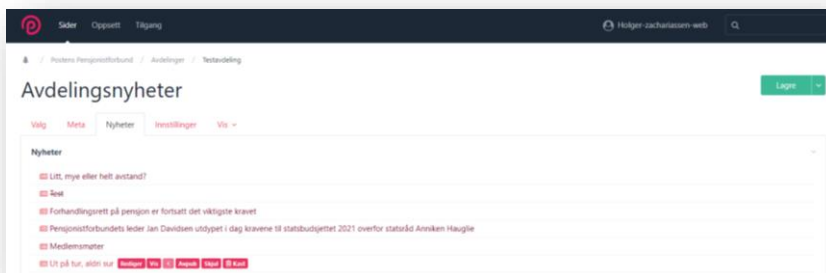 Sider Oppsett Tilgang Holger-zachariassen-web
/ Postens Pensjonistforbund / Avdelinger / Testavdeling
Avdelingsnyheter
Lagre
Valg Meta Nyheter Innstillinger Vis
Nyheter
Litt, mye eller helt avstand?
Test
Forhandlingsrett på pensjon er fortsatt det viktigste kravet
Pensjonistforbundets leder Jan Davidsen utdypet i dag kravene til statsbudsjettet 2021 overfor statsråd Anniken Hauglie
Medlemsmøter
Ut på tur, aldri sur Rediger Vis Avpub Skjul Kast